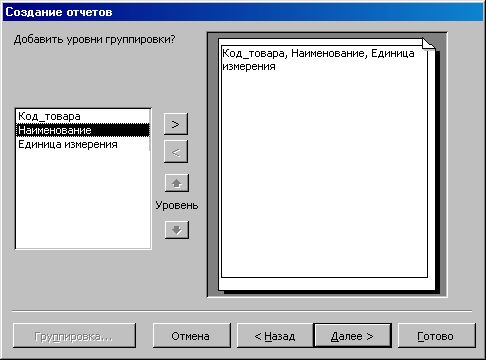 Создание отчетов
Добавить уровни группировки?
Код_товара
Наименование
Единица измерения
>
<
Уровень
Код_товара, Наименование, Единица
измерения
Группировка...
Отмена
< Назад
Далее >
Готово